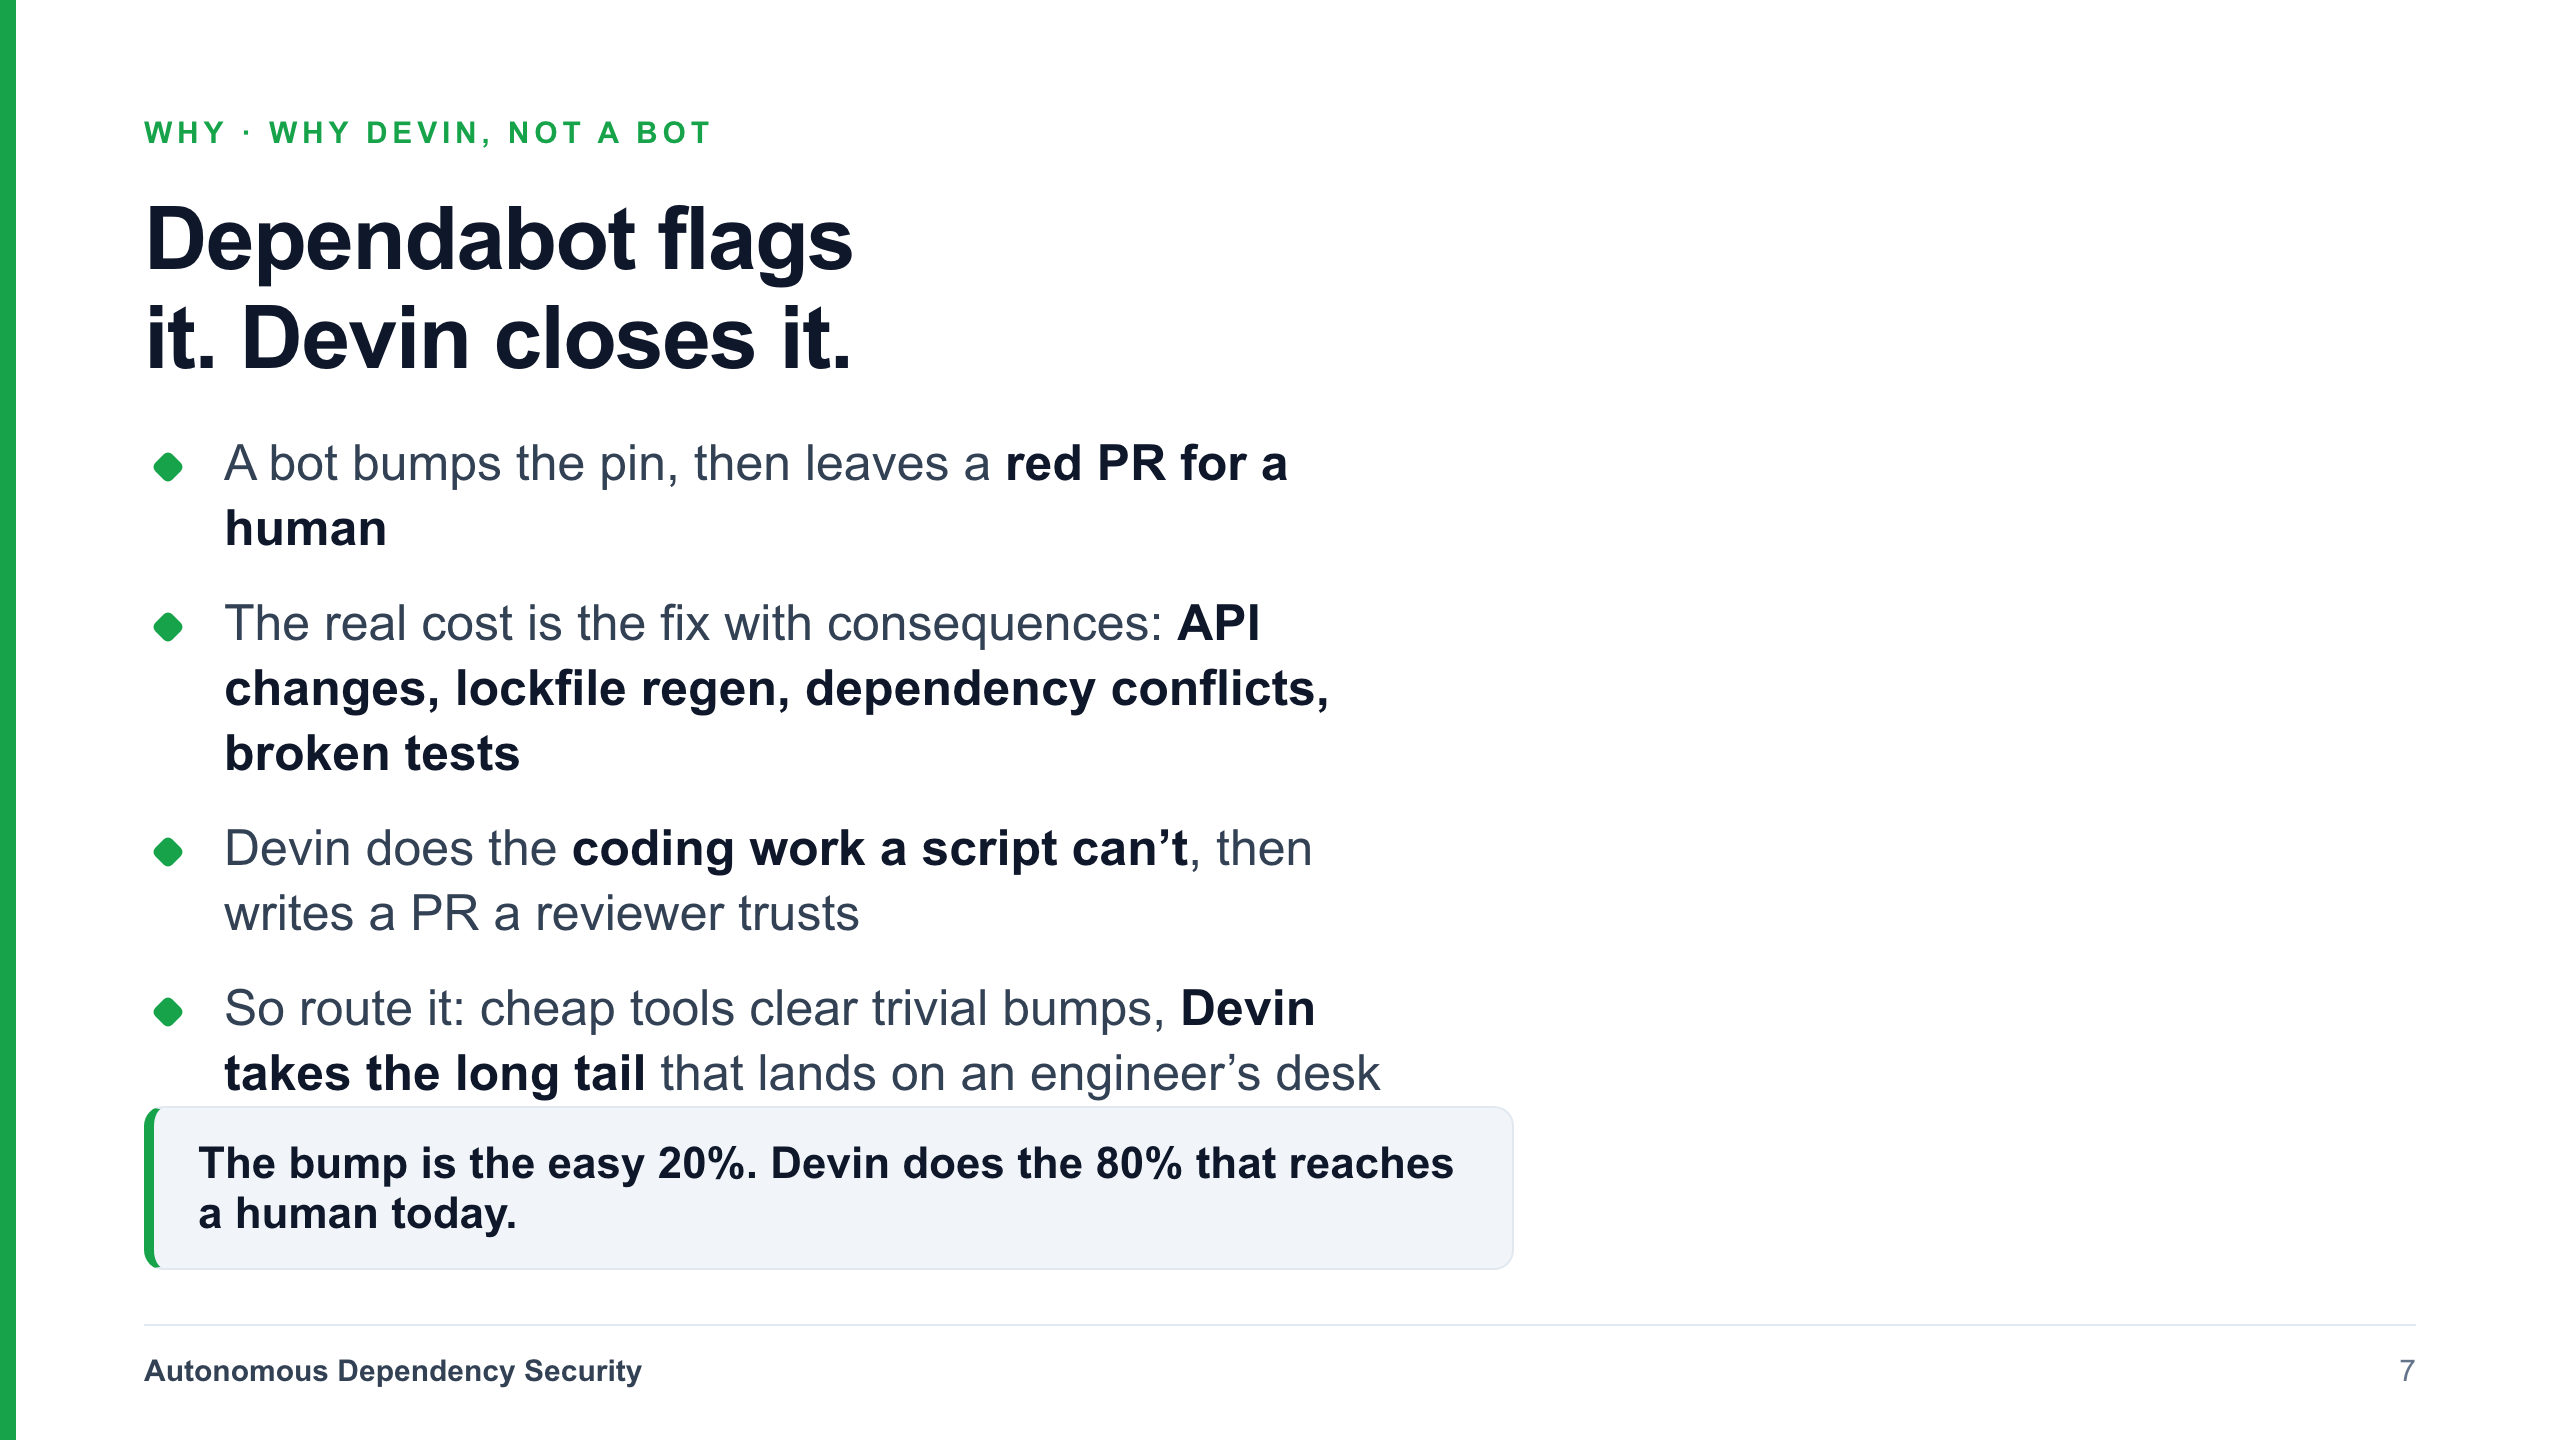 WHY · WHY DEVIN, NOT A BOT
Dependabot flags
it. Devin closes it.
A bot bumps the pin, then leaves a red PR for a
human
The real cost is the fix with consequences: API
changes, lockfile regen, dependency conflicts,
broken tests
Devin does the coding work a script can’t, then
writes a PR a reviewer trusts
So route it: cheap tools clear trivial bumps, Devin
takes the long tail that lands on an engineer’s desk
The bump is the easy 20%. Devin does the 80% that reaches
a human today.
Autonomous Dependency Security
7